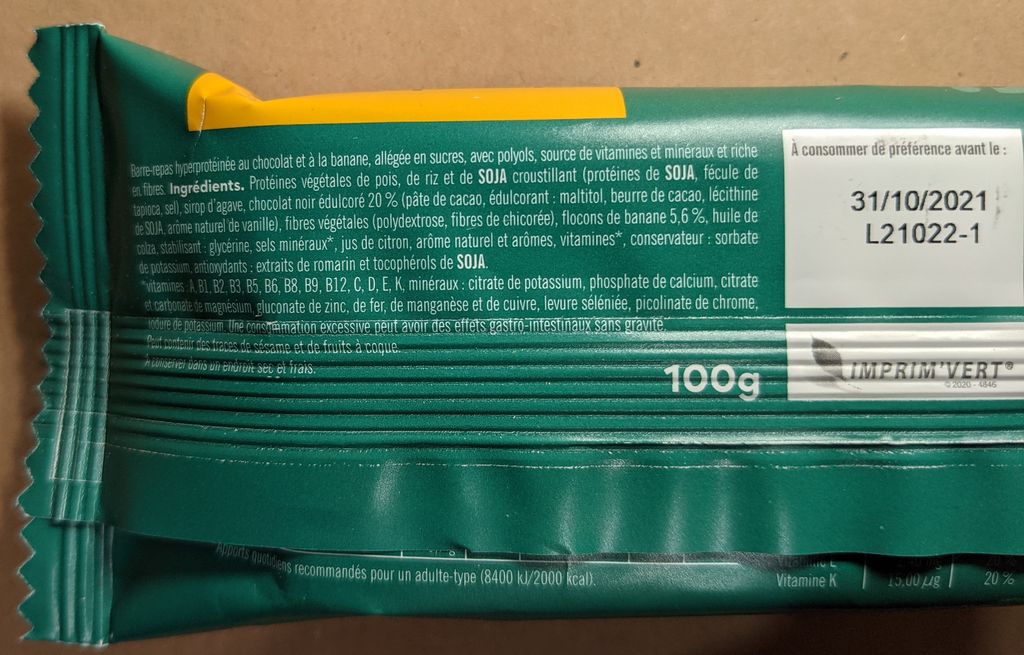 Barre-repas hyperprotéinée au chocolat et à la banane, allégée en sucres, avec polyols, source de vitamines et minéraux et riche
en fibres. Ingrédients. Protéines végétales de pois, de riz et de SOJA croustillant (protéines de SOJA, fécule de
tapioca, sel), sirop d'agave, chocolat noir édulcoré 20 % (pâte de cacao, édulcorant : maltitol, beurre de cacao, lécithine
de SOJA, arôme naturel de vanille), fibres végétales (polydextrose, fibres de chicorée), flocons de banane 5.6 %, huile de
colza, stabilisant : glycérine, sels minéraux*, jus de citron, arôme naturel et arômes, vitamines*, conservateur : sorbate
de potassium, antioxydants : extraits de romarin et tocophérols de SOJA.
*vitamines : A, B1, B2, B3, B5, B6, B8, B9, B12, C, D, E, K, minéraux : citrate de potassium, phosphate de calcium, citrate
et carbonate de magnésium, gluconate de zinc, de fer, de manganèse et de cuivre, levure séléniée, picolinate de chrome,
iodure de potassium. Une consommation excessive peut avoir des effets gastro-intestinaux sans gravité.
Peut contenir des traces de sésame et de fruits à coque.
A conserver dans un endroit sec et frais.
100g
À consommer de préférence avant le :
31/10/2021
L21022-1
IMPRIM'VERT®
© 2020 - 4846
Apports quotidiens recommandés pour un adulte-type (8400 kJ/2000 kcal).
Vitamine E
Vitamine K 15,00 µg 20 %